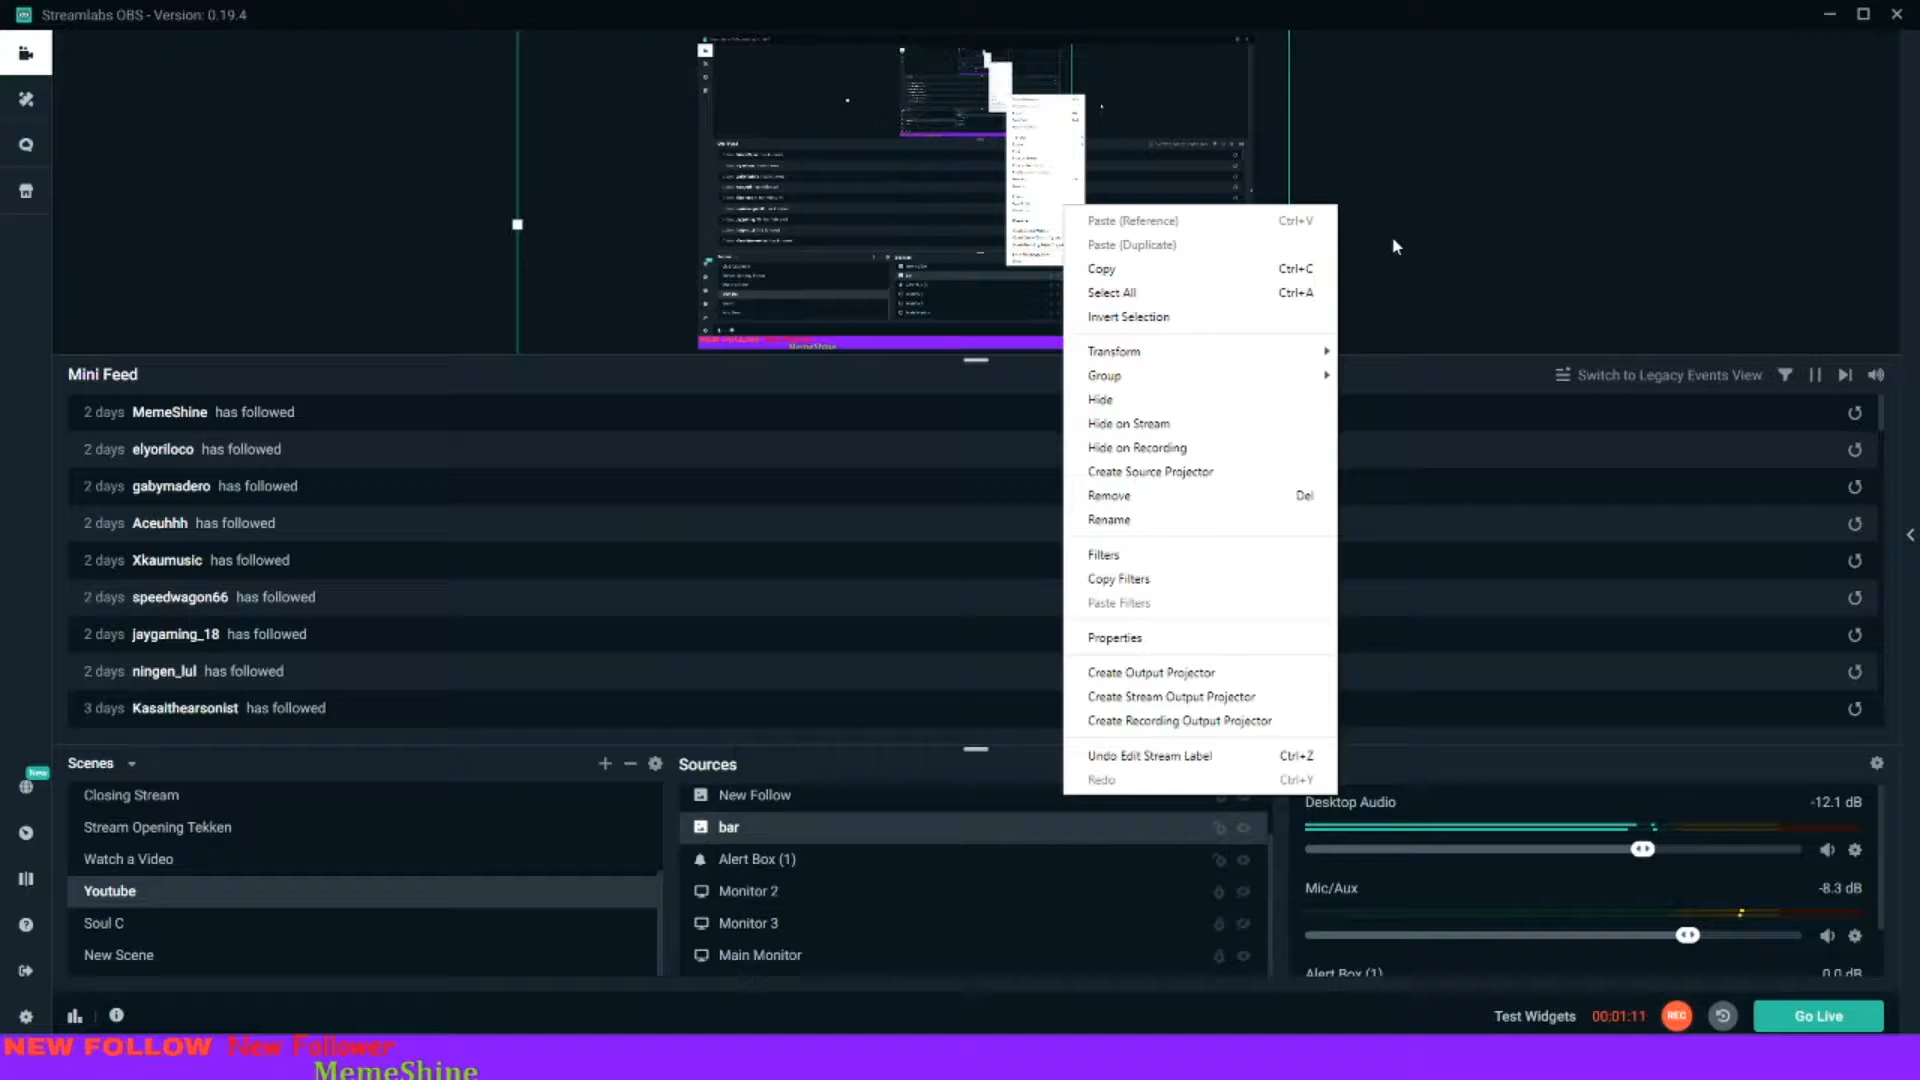 Streamlabs OBS - Version: 0.19.4
Paste (Reference) Ctrl+V
Paste (Duplicate)
Copy Ctrl+C
Select All Ctrl+A
Invert Selection
Transform
Group
Hide
Hide on Stream
Hide on Recording
Create Source Projector
Remove Del
Rename
Filters
Copy Filters
Paste Filters
Properties
Create Output Projector
Create Stream Output Projector
Create Recording Output Projector
Undo Edit Stream Label Ctrl+Z
Redo Ctrl+Y
Mini Feed
Switch to Legacy Events View
2 days MemeShine has followed
2 days elyoriloco has followed
2 days gabymadero has followed
2 days Aceuhhh has followed
2 days Xkaumusic has followed
2 days speedwagon66 has followed
2 days jaygaming_18 has followed
2 days ningen_lul has followed
3 days Kasaithearsonist has followed
New
Scenes
Closing Stream
Stream Opening Tekken
Watch a Video
Youtube
Soul C
New Scene
Sources
New Follow
bar
Alert Box (1)
Monitor 2
Monitor 3
Main Monitor
Desktop Audio -12.1 dB
Mic/Aux -8.3 dB
Alert Box (1) 0.0 dB
Test Widgets 00:01:11 REC Go Live
NEW FOLLOW New Follower
MemeShine